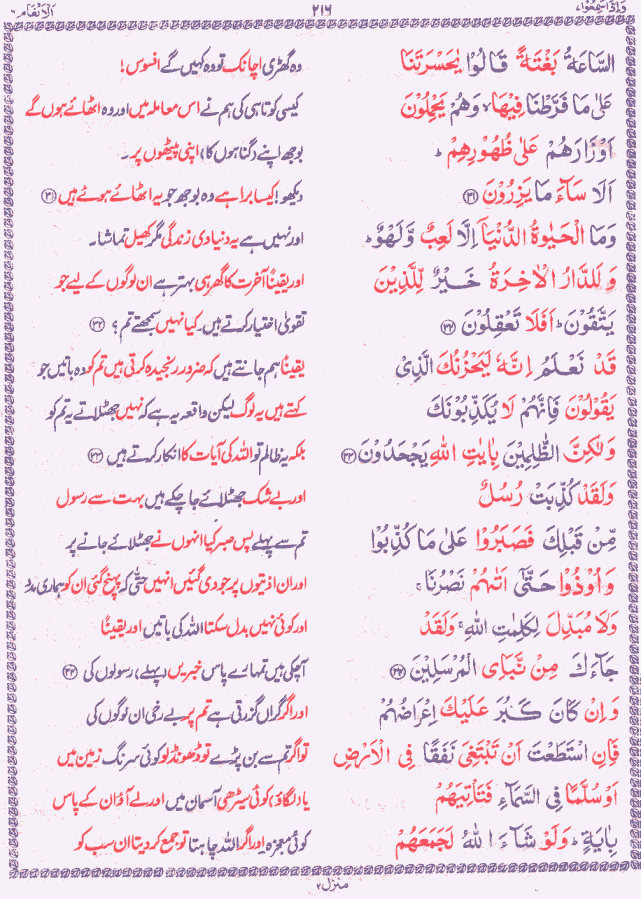 وَاِذَا سَمِعُوْا۷ ۲۱۶ اَلْاَنْعَام۶
السَّاعَةُ بَغْتَةً قَالُوْا يٰحَسْرَتَنَا وہ گھڑی اچانک تو وہ کہیں گے افسوس!
عَلٰى مَا فَرَّطْنَا فِيْهَا ۙ وَهُمْ يَحْمِلُوْنَ کیسی کوتاہی کی ہم نے اس معاملہ میں اور وہ اٹھائے ہوں گے
اَوْزَارَهُمْ عَلٰى ظُهُوْرِهِمْ ؕ بوجھ اپنے (گناہوں کا) اپنی پیٹھوں پر۔
اَلَا سَآءَ مَا يَزِرُوْنَ ۳۱ دیکھو! کیسا برا ہے وہ بوجھ جو یہ اٹھائے ہوئے ہیں ۳۱
وَمَا الْحَيٰوةُ الدُّنْيَاۤ اِلَّا لَعِبٌ وَّلَهْوٌ ؕ اور نہیں ہے یہ دنیاوی زندگی مگر کھیل تماشا۔
وَ لَلدَّارُ الْاٰخِرَةُ خَيْرٌ لِّلَّذِيْنَ اور یقیناً آخرت کا گھر ہی بہتر ہے ان لوگوں کے لیے جو
يَتَّقُوْنَ ؕ اَفَلَا تَعْقِلُوْنَ ۳۲ تقویٰ اختیار کرتے ہیں۔ کیا نہیں سمجھتے تم؟ ۳۲
قَدْ نَعْلَمُ اِنَّهٗ لَيَحْزُنُكَ الَّذِىْ یقیناً ہم جانتے ہیں کہ ضرور رنجیدہ کرتی ہیں تم کو وہ باتیں جو
يَقُوْلُوْنَ فَاِنَّهُمْ لَا يُكَذِّبُوْنَكَ کہتے ہیں یہ لوگ لیکن واقعہ یہ ہے کہ نہیں جھٹلاتے یہ تم کو
وَلٰكِنَّ الظّٰلِمِيْنَ بِاٰيٰتِ اللّٰهِ يَجْحَدُوْنَ ۳۳ بلکہ یہ ظالم تو اللہ کی آیات کا انکار کرتے ہیں ۳۳
وَلَقَدْ كُذِّبَتْ رُسُلٌ اور بے شک جھٹلائے جا چکے ہیں بہت سے رسول
مِّنْ قَبْلِكَ فَصَبَرُوْا عَلٰى مَا كُذِّبُوْا تم سے پہلے پس صبر کیا انہوں نے جھٹلائے جانے پر
وَ اُوْذُوْا حَتّٰٓى اَتٰٮهُمْ نَصْرُنَا ۚ اور ان اذیتوں پر جو دی گئیں انہیں حتّٰی کہ پہنچ گئی ان کو ہماری مدد
وَلَا مُبَدِّلَ لِكَلِمٰتِ اللّٰهِ ۚ وَلَقَدْ اور کوئی نہیں بدل سکتا اللہ کی باتیں اور یقیناً
جَآءَكَ مِنْ نَّبَاِى الْمُرْسَلِيْنَ ۳۴ آچکی ہیں تمہارے پاس خبریں (پہلے) رسولوں کی ۳۴
وَ اِنْ كَانَ كَبُرَ عَلَيْكَ اِعْرَاضُهُمْ اور اگر گراں گزرتی ہے تم پر بے رخی ان لوگوں کی
فَاِنِ اسْتَطَعْتَ اَنْ تَبْتَغِىَ نَفَقًا فِى الْاَرْضِ تو اگر تم سے بن پڑے تو ڈھونڈ لو کوئی سرنگ زمین میں
اَوْ سُلَّمًا فِى السَّمَآءِ فَتَاْتِيَهُمْ یا (لگاؤ) کوئی سیڑھی آسمان میں اور لے آؤ ان کے پاس
بِاٰيَةٍ ؕ وَلَوْ شَآءَ اللّٰهُ لَجَمَعَهُمْ کوئی معجزہ اور اگر اللہ چاہتا تو جمع کر دیتا ان سب کو
منزل۲